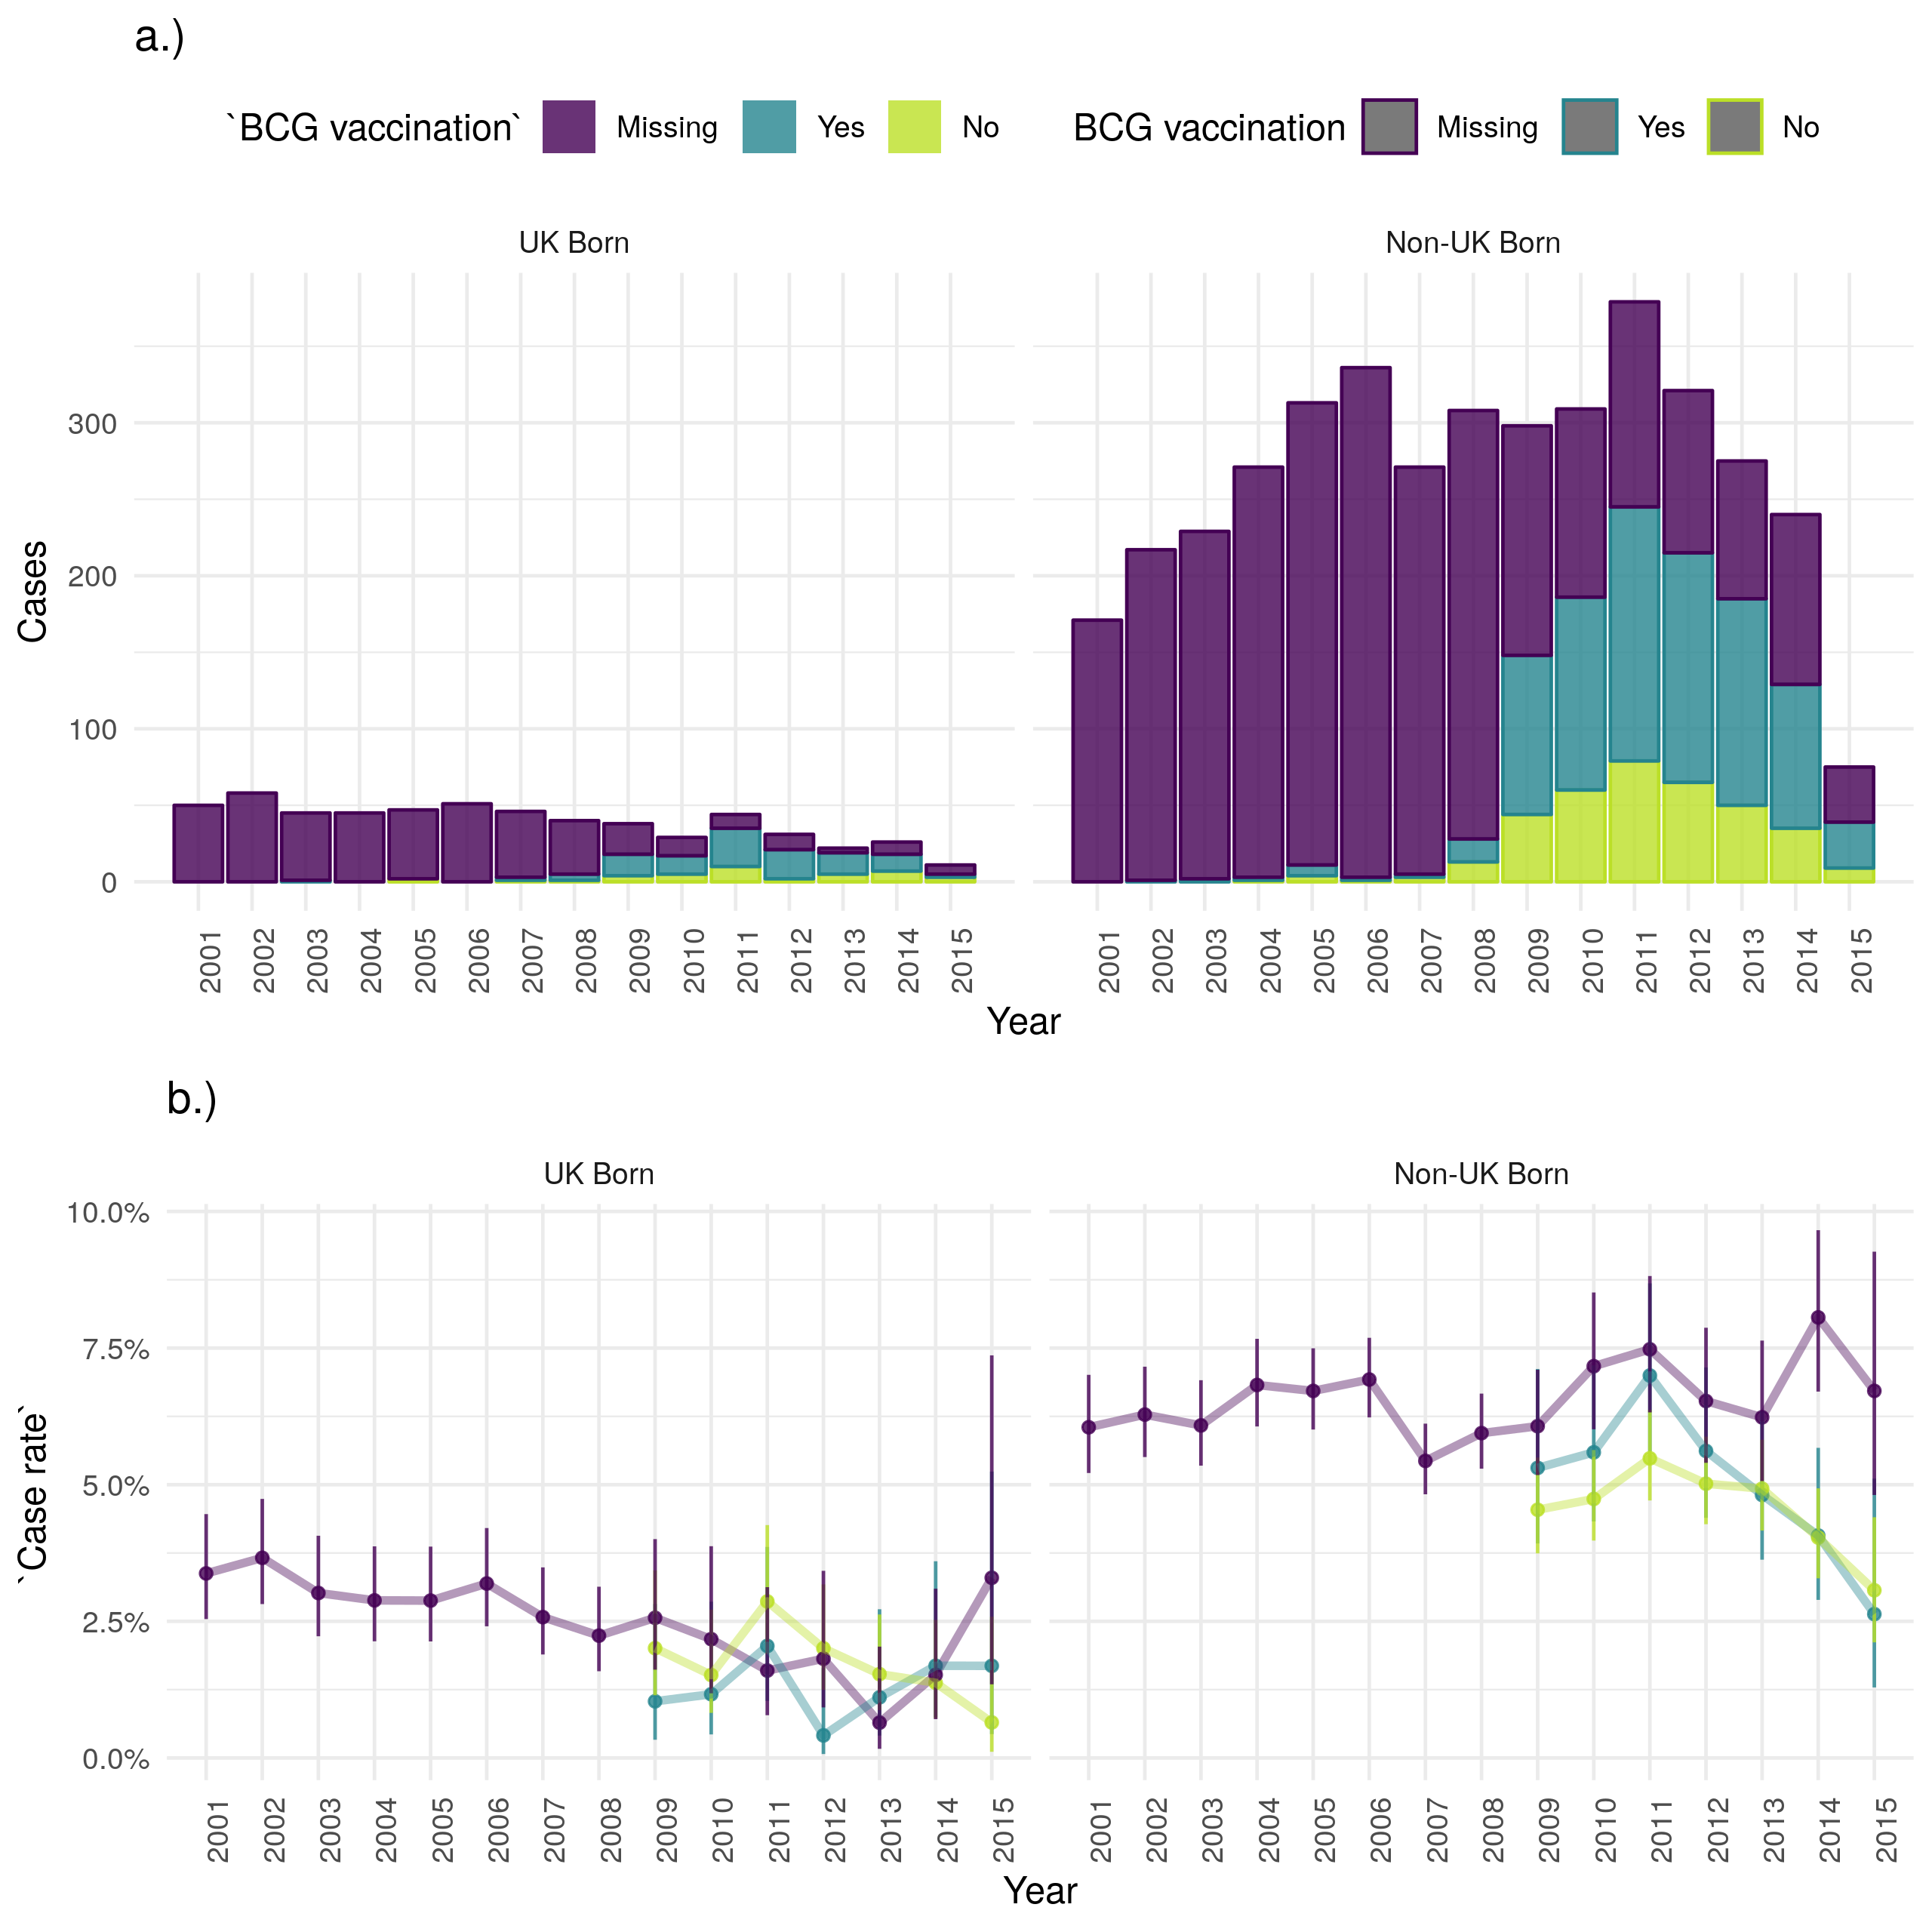 a.)
`BCG vaccination` Missing Yes No BCG vaccination Missing Yes No
UK Born Non-UK Born
300
200
100
0
Cases
2001 2002 2003 2004 2005 2006 2007 2008 2009 2010 2011 2012 2013 2014 2015 2001 2002 2003 2004 2005 2006 2007 2008 2009 2010 2011 2012 2013 2014 2015
Year
b.)
UK Born Non-UK Born
10.0%
7.5%
5.0%
2.5%
0.0%
`Case rate`
2001 2002 2003 2004 2005 2006 2007 2008 2009 2010 2011 2012 2013 2014 2015 2001 2002 2003 2004 2005 2006 2007 2008 2009 2010 2011 2012 2013 2014 2015
Year